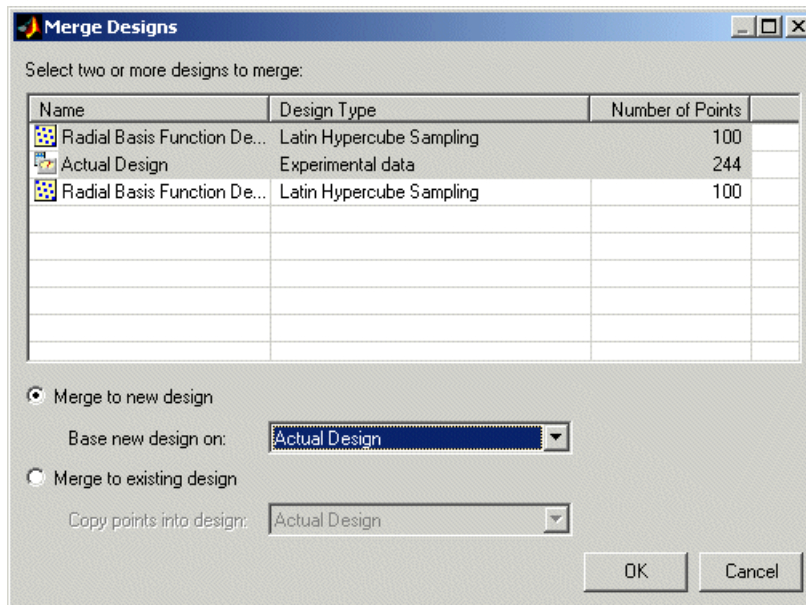 Merge Designs
Select two or more designs to merge:
Name Design Type Number of Points
Radial Basis Function De... Latin Hypercube Sampling 100
Actual Design Experimental data 244
Radial Basis Function De... Latin Hypercube Sampling 100
Merge to new design
Base new design on: Actual Design
Merge to existing design
Copy points into design: Actual Design
OK Cancel